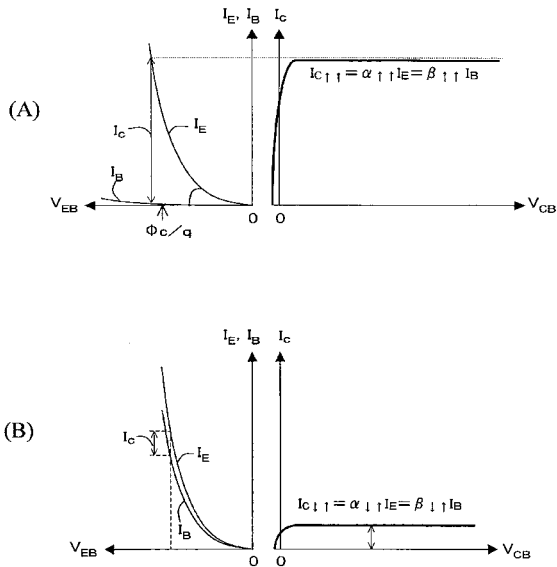 (A)
I_E, I_B
I_C
I_C↑↑ = α↑↑I_E = β↑↑I_B
I_C
I_E
I_B
V_EB
0
0
V_CB
Φc/q
(B)
I_E, I_B
I_C
I_C
I_E
I_B
I_C↓↑ = α↓↑I_E = β↓↑I_B
V_EB
0
0
V_CB